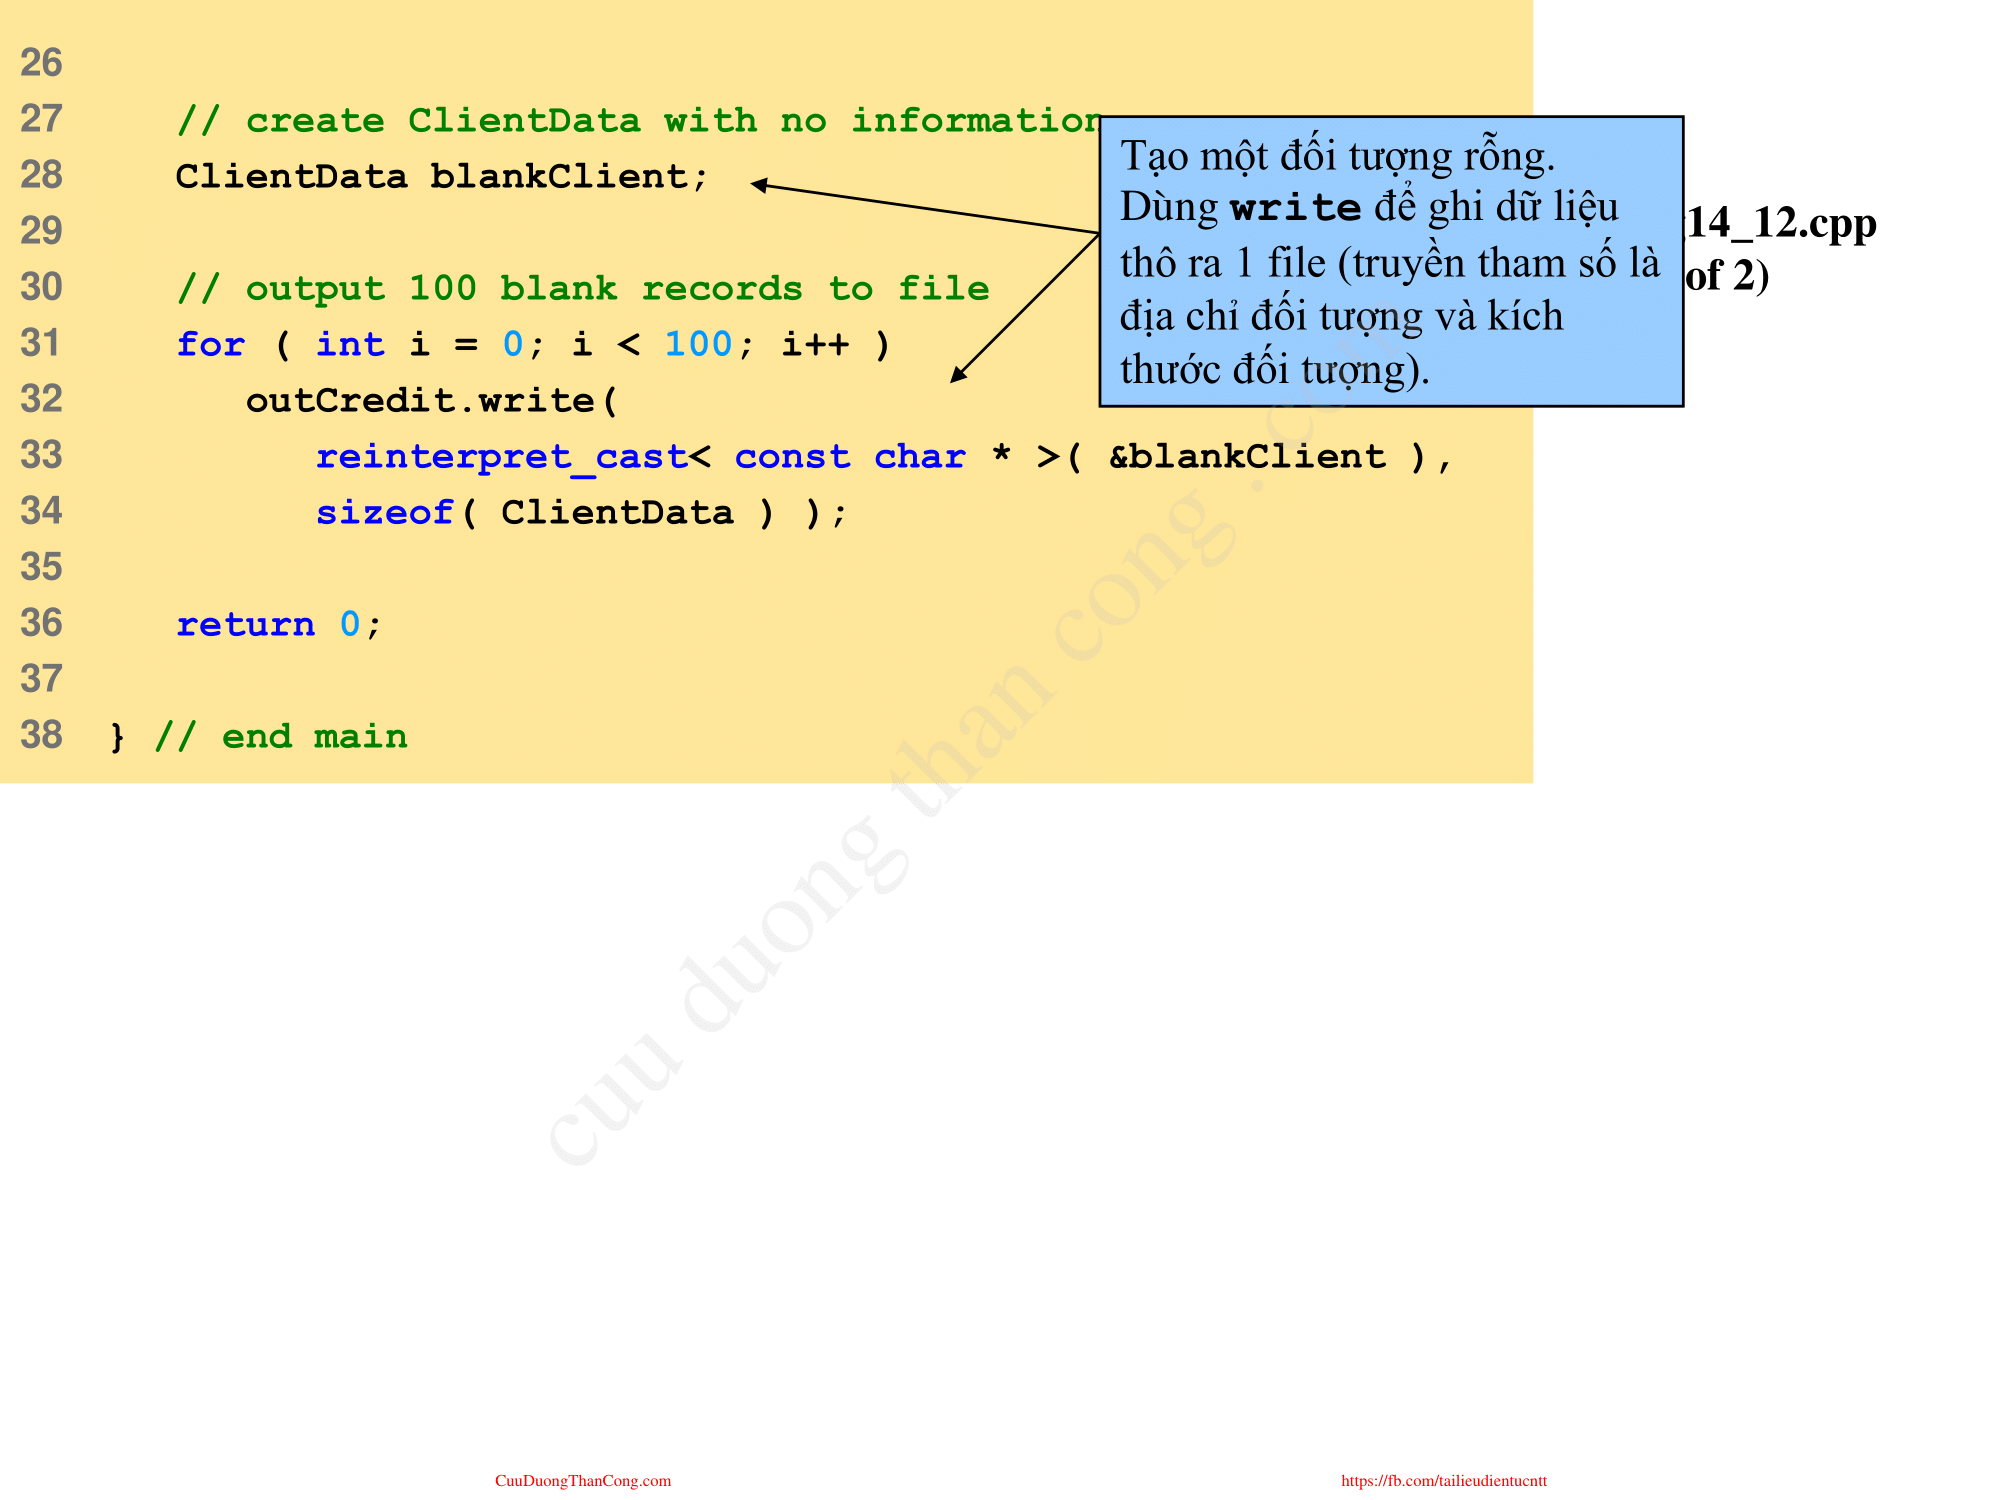 26
27 // create ClientData with no information
28 ClientData blankClient;
29
30 // output 100 blank records to file
31 for ( int i = 0; i < 100; i++ )
32 outCredit.write(
33 reinterpret_cast< const char * >( &blankClient ),
34 sizeof( ClientData ) );
35
36 return 0;
37
38 } // end main
Tạo một đối tượng rỗng.
Dùng write để ghi dữ liệu
thô ra 1 file (truyền tham số là
địa chỉ đối tượng và kích
thước đối tượng).
14_12.cpp
of 2)
cuu duong than cong . com
CuuDuongThanCong.com
https://fb.com/tailieudientucntt